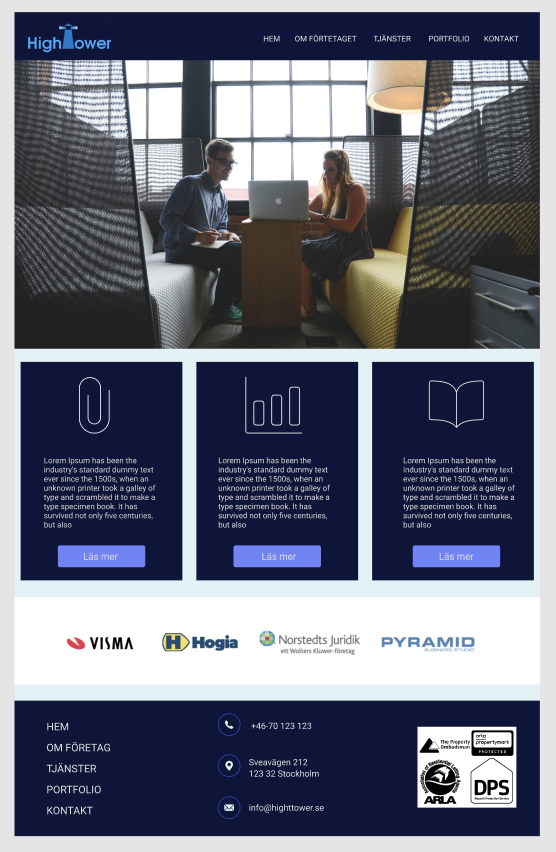 HighTower
HEM OM FÖRTETAGET TJÄNSTER PORTFOLIO KONTAKT
Lorem Ipsum has been the
industry's standard dummy text
ever since the 1500s, when an
unknown printer took a galley of
type and scrambled it to make a
type specimen book. It has
survived not only five centuries,
but also
Läs mer
Lorem Ipsum has been the
industry's standard dummy text
ever since the 1500s, when an
unknown printer took a galley of
type and scrambled it to make a
type specimen book. It has
survived not only five centuries,
but also
Läs mer
Lorem Ipsum has been the
industry's standard dummy text
ever since the 1500s, when an
unknown printer took a galley of
type and scrambled it to make a
type specimen book. It has
survived not only five centuries,
but also
Läs mer
VISMA
H Hogia
Norstedts Juridik
ett Wolters Kluwer-företag
PYRAMID
BUSINESS STUDIO
HEM
OM FÖRETAG
TJÄNSTER
PORTFOLIO
KONTAKT
+46-70 123 123
Sveavägen 212
123 32 Stockholm
info@highttower.se
The Property
Ombudsman
arla
propertymark
PROTECTED
ARLA
DPS
Deposit Protection Service